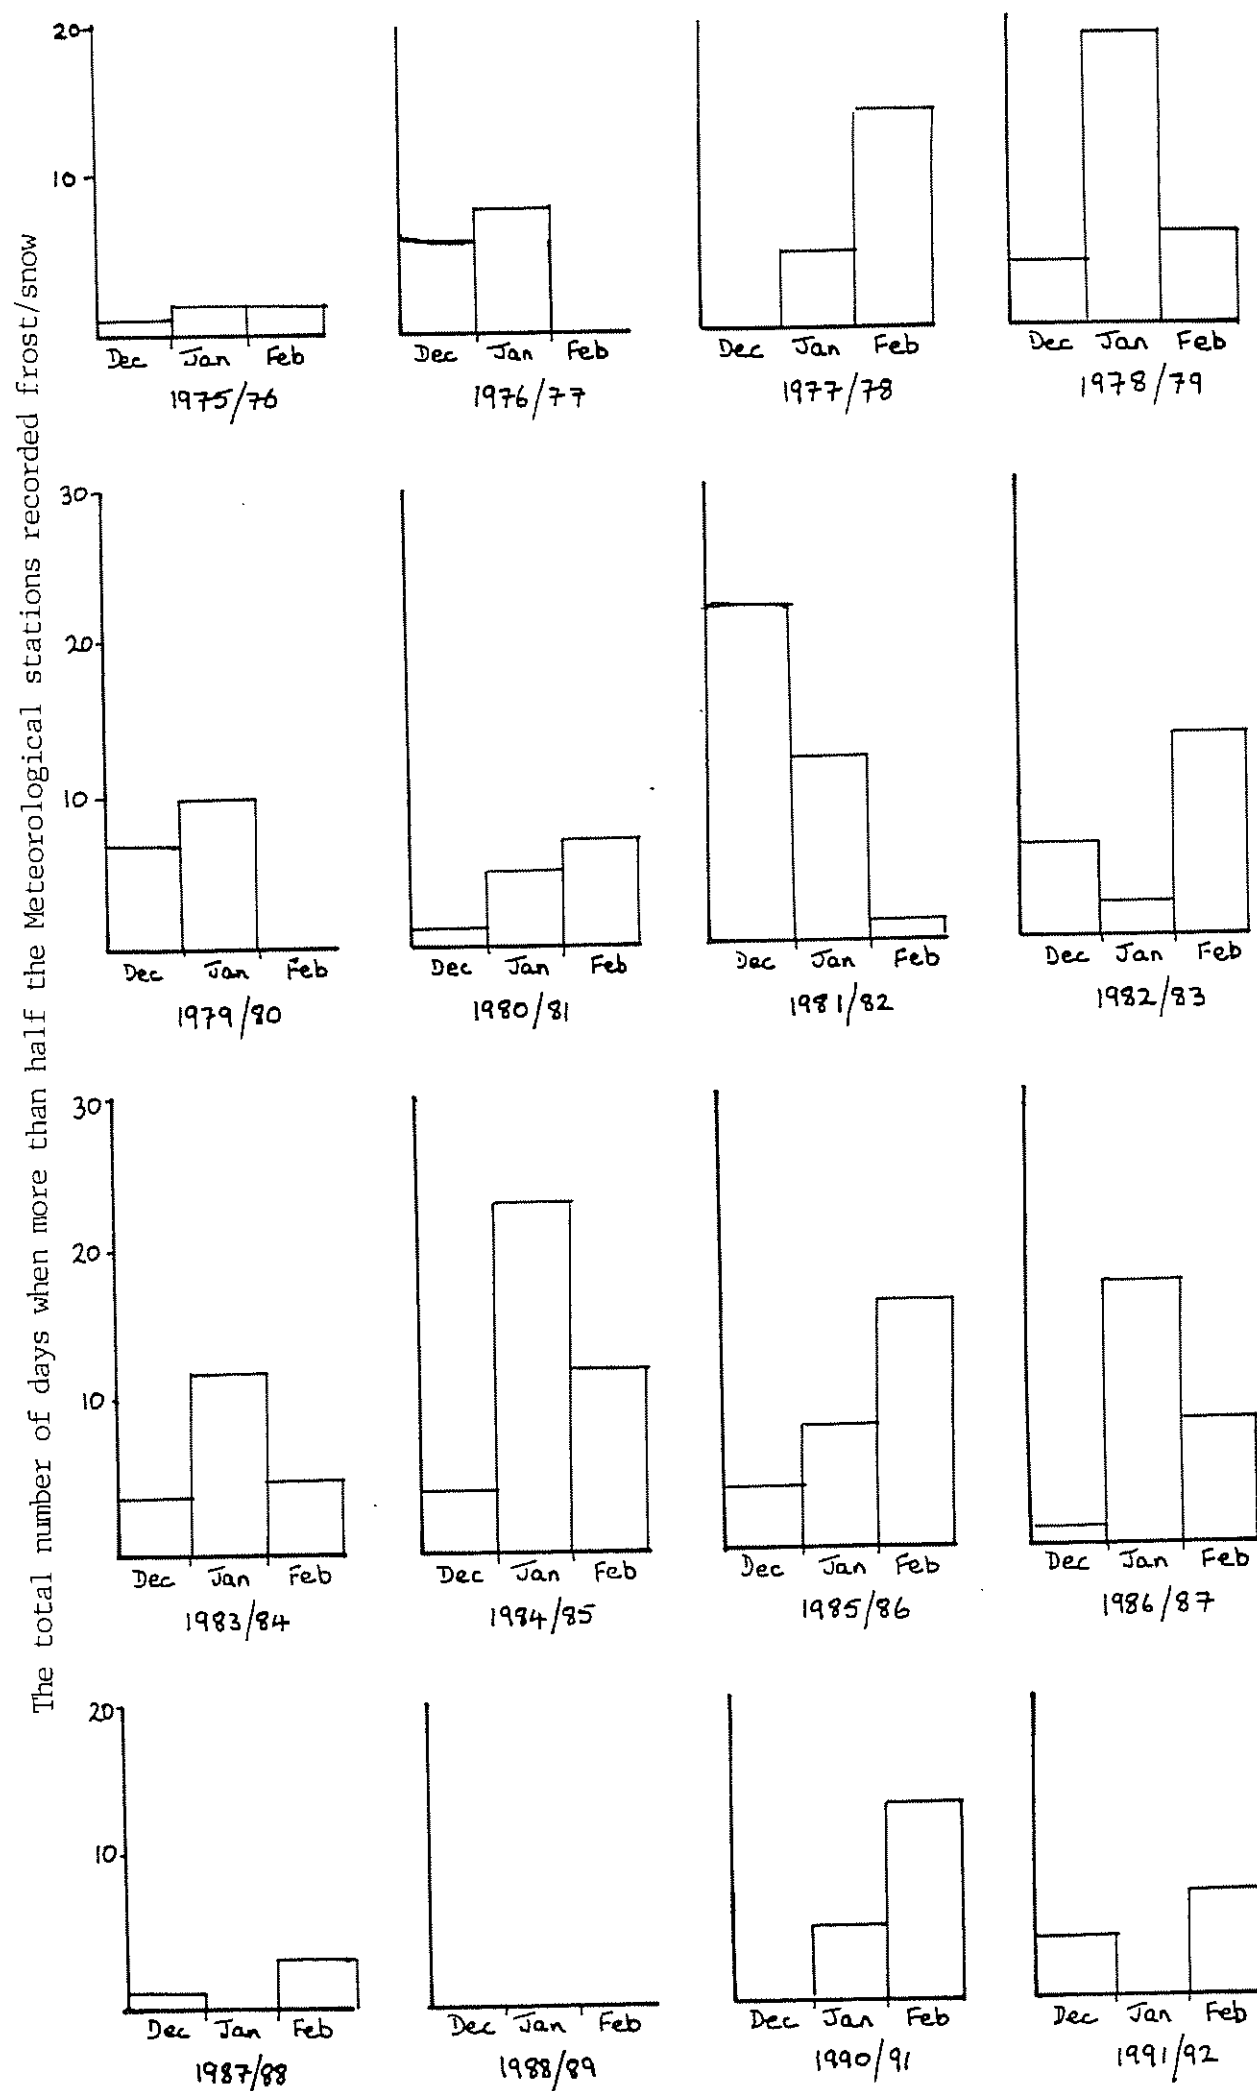 The total number of days when more than half the Meteorological stations recorded frost/snow
20
10
Dec Jan Feb
1975/76
Dec Jan Feb
1976/77
Dec Jan Feb
1977/78
Dec Jan Feb
1978/79
30
20
10
Dec Jan Feb
1979/80
Dec Jan Feb
1980/81
Dec Jan Feb
1981/82
Dec Jan Feb
1982/83
30
20
10
Dec Jan Feb
1983/84
Dec Jan Feb
1984/85
Dec Jan Feb
1985/86
Dec Jan Feb
1986/87
20
10
Dec Jan Feb
1987/88
Dec Jan Feb
1988/89
Dec Jan Feb
1990/91
Dec Jan Feb
1991/92